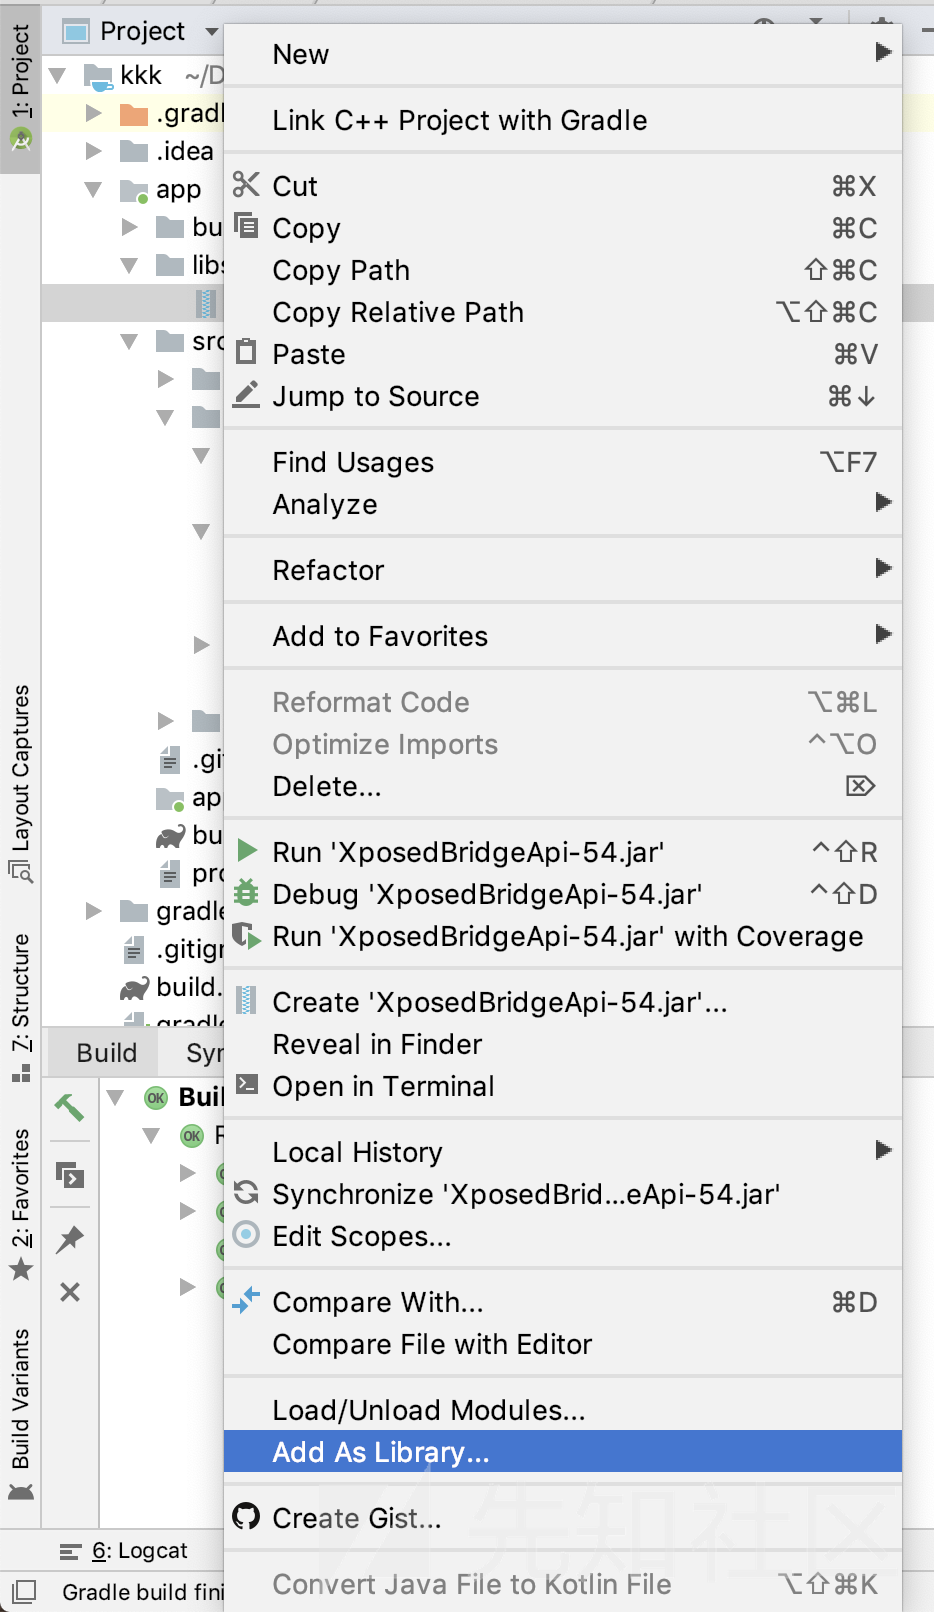 1: Project
Layout Captures
7: Structure
2: Favorites
Build Variants
Project
kkk ~/D
.gradl
.idea
app
bu
libs
src
.gi
ap
bu
pro
gradle
.gitigr
build.
gradle
New
Link C++ Project with Gradle
Cut ⌘X
Copy ⌘C
Copy Path ⇧⌘C
Copy Relative Path ⌥⇧⌘C
Paste ⌘V
Jump to Source ⌘↓
Find Usages ⌥F7
Analyze
Refactor
Add to Favorites
Reformat Code ⌥⌘L
Optimize Imports ^⌥O
Delete... ⌦
Run 'XposedBridgeApi-54.jar' ^⇧R
Debug 'XposedBridgeApi-54.jar' ^⇧D
Run 'XposedBridgeApi-54.jar' with Coverage
Create 'XposedBridgeApi-54.jar'...
Reveal in Finder
Open in Terminal
Local History
Synchronize 'XposedBrid...eApi-54.jar'
Edit Scopes...
Compare With... ⌘D
Compare File with Editor
Load/Unload Modules...
Add As Library...
Create Gist...
Convert Java File to Kotlin File ⌥⇧⌘K
Build Syn
OK Buil
OK R
6: Logcat
Gradle build fini
先知社区